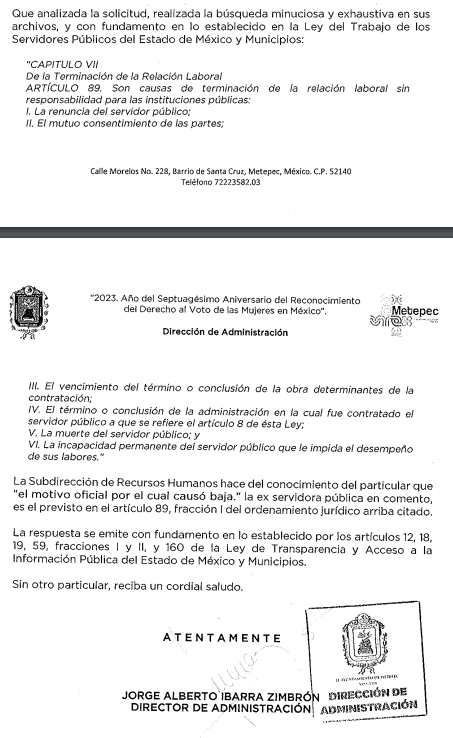 Que analizada la solicitud, realizada la búsqueda minuciosa y exhaustiva en sus
archivos, y con fundamento en lo establecido en la Ley del Trabajo de los
Servidores Públicos del Estado de México y Municipios:
"CAPITULO VII
De la Terminación de la Relación Laboral
ARTÍCULO 89. Son causas de terminación de la relación laboral sin
responsabilidad para las instituciones públicas:
I. La renuncia del servidor público;
II. El mutuo consentimiento de las partes;
Calle Morelos No. 228, Barrio de Santa Cruz, Metepec, México. C.P. 52140
Teléfono 72223582.03
"2023. Año del Septuagésimo Aniversario del Reconocimiento
del Derecho al Voto de las Mujeres en México".
Metepec
Dirección de Administración
III. El vencimiento del término o conclusión de la obra determinantes de la
contratación;
IV. El término o conclusión de la administración en la cual fue contratado el
servidor público a que se refiere el artículo 8 de ésta Ley;
V. La muerte del servidor público; y
VI. La incapacidad permanente del servidor público que le impida el desempeño
de sus labores."
La Subdirección de Recursos Humanos hace del conocimiento del particular que
"el motivo oficial por el cual causó baja." la ex servidora pública en comento,
es el previsto en el artículo 89, fracción I del ordenamiento jurídico arriba citado.
La respuesta se emite con fundamento en lo establecido por los artículos 12, 18,
19, 59, fracciones I y II, y 160 de la Ley de Transparencia y Acceso a la
Información Pública del Estado de México y Municipios.
Sin otro particular, reciba un cordial saludo.
ATENTAMENTE
JORGE ALBERTO IBARRA ZIMBRÓN
DIRECTOR DE ADMINISTRACIÓN
DIRECCIÓN DE
ADMINISTRACIÓN